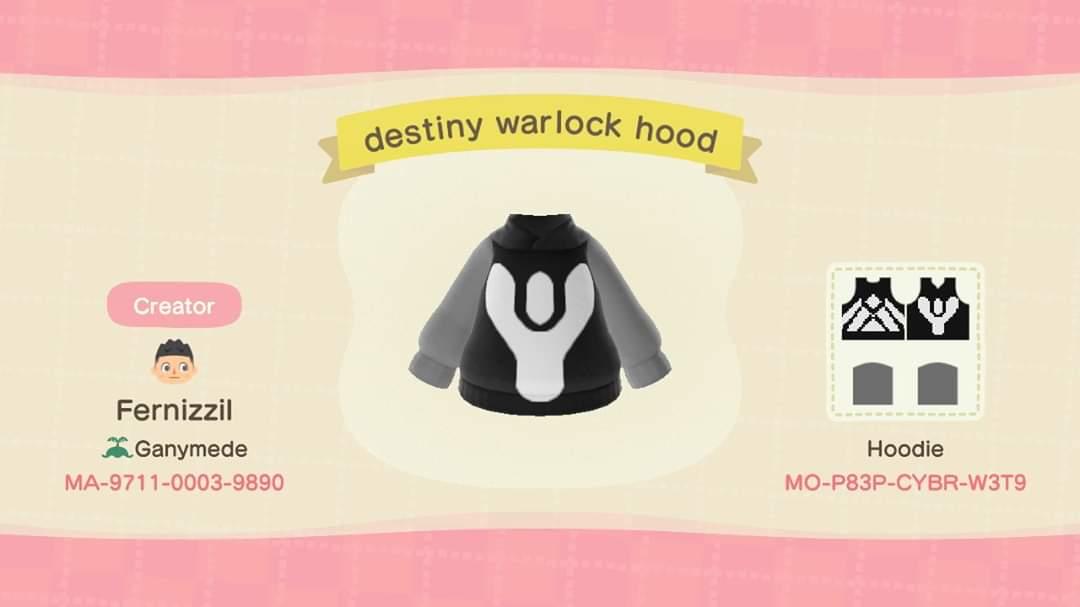 destiny warlock hood
Creator
Fernizzil
Ganymede
MA-9711-0003-9890
Hoodie
MO-P83P-CYBR-W3T9